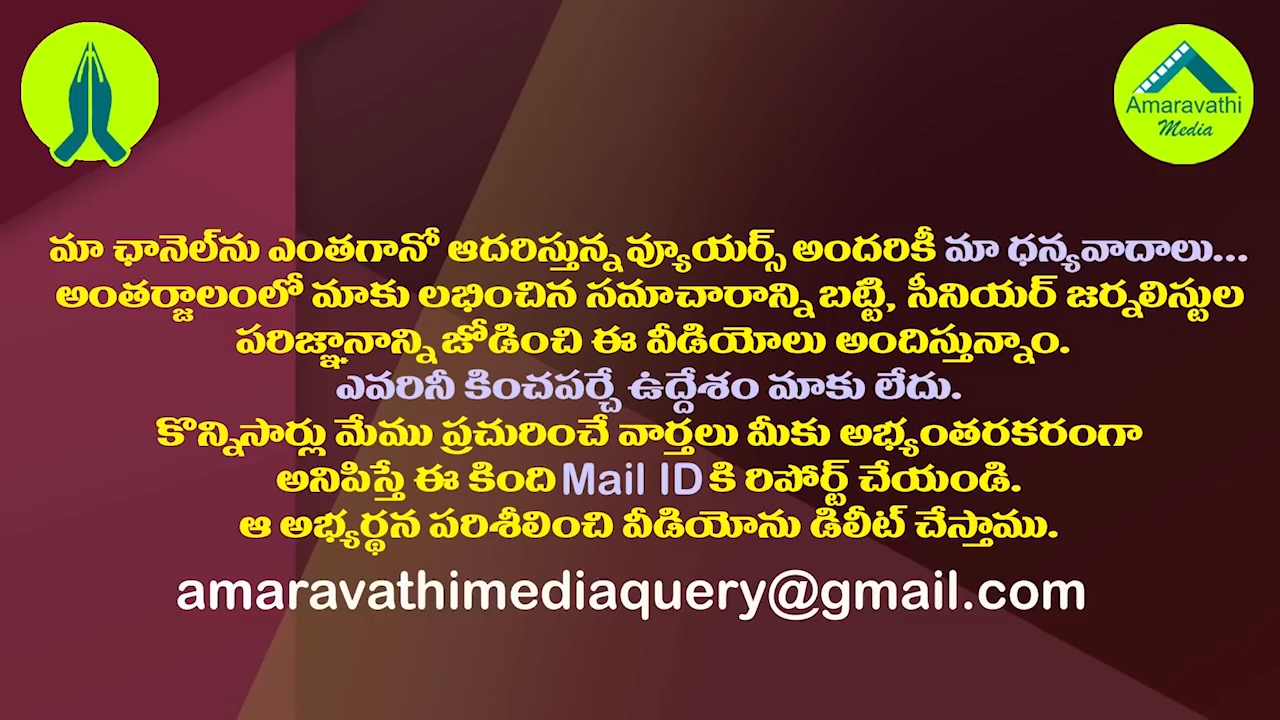 Amaravathi
Media
మా ఛానెల్‌ను ఎంతగానో ఆదరిస్తున్న వ్యూయర్స్ అందరికీ మా ధన్యవాదాలు...
అంతర్జాలంలో మాకు లభించిన సమాచారాన్ని బట్టి, సీనియర్ జర్నలిస్టుల
పరిజ్ఞానాన్ని జోడించి ఈ వీడియోలు అందిస్తున్నాం.
ఎవరినీ కించపర్చే ఉద్దేశం మాకు లేదు.
కొన్నిసార్లు మేము ప్రచురించే వార్తలు మీకు అభ్యంతరకరంగా
అనిపిస్తే ఈ కింది Mail ID కి రిపోర్ట్ చేయండి.
ఆ అభ్యర్థన పరిశీలించి వీడియోను డిలీట్ చేస్తాము.
amaravathimediaquery@gmail.com